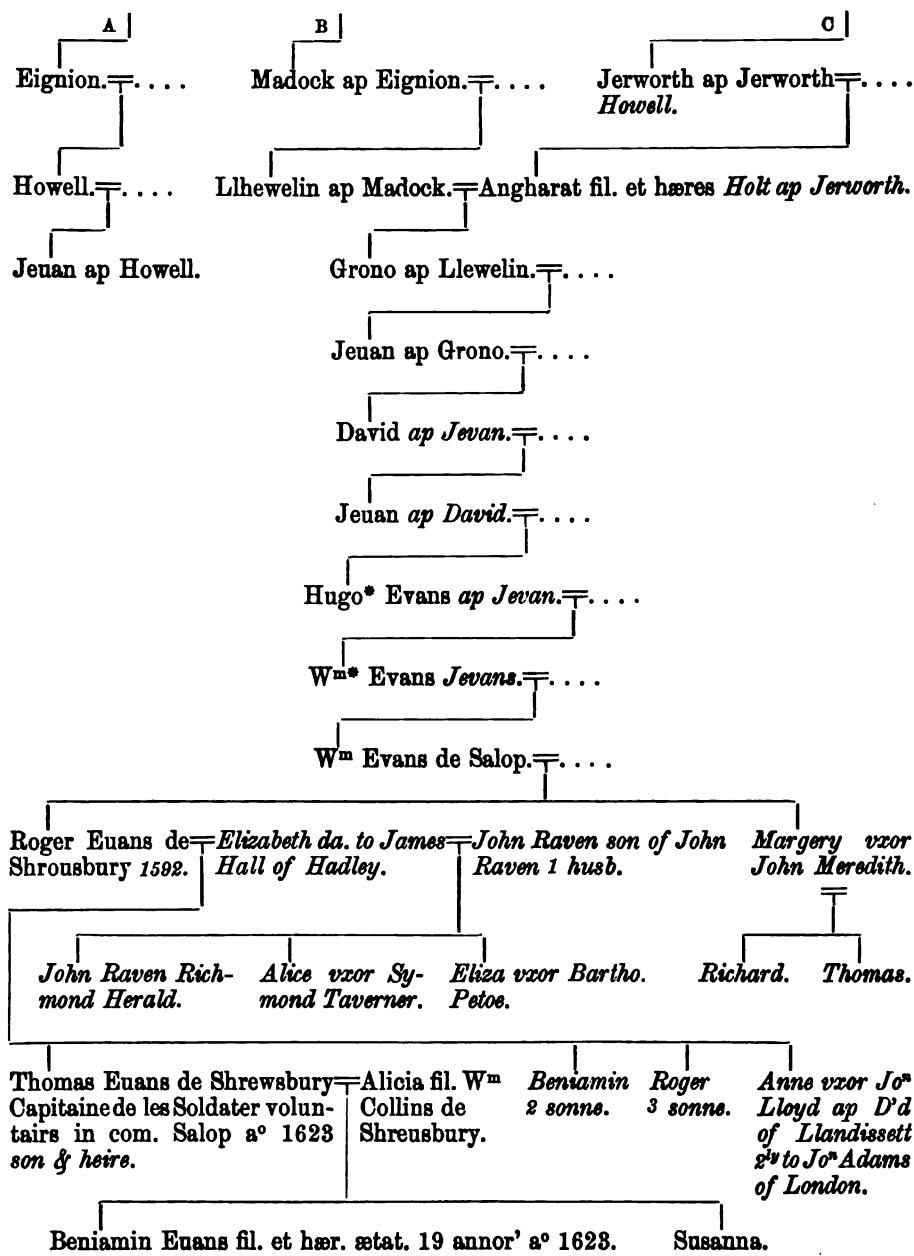 A B C
Eignion. . . . . Madock ap Eignion. . . . . Jerworth ap Jerworth . . . .
Howell.
Howell. . . . . Llhewelin ap Madock. Angharat fil. et hæres Holt ap Jerworth.
Jeuan ap Howell. Grono ap Llewelin. . . . .
Jeuan ap Grono. . . . .
David ap Jevan. . . . .
Jeuan ap David. . . . .
Hugo* Evans ap Jevan. . . . .
Wm* Evans Jevans. . . . .
Wm Evans de Salop. . . . .
Roger Euans de Elizabeth da. to James John Raven son of John Margery vxor
Shrousbury 1592. Hall of Hadley. Raven 1 husb. John Meredith.
John Raven Rich- Alice vxor Sy- Eliza vxor Bartho. Richard. Thomas.
mond Herald. mond Taverner. Petoe.
Thomas Euans de Shrewsbury Alicia fil. Wm Beniamin Roger Anne vxor Jon
Capitaine de les Soldater volun- Collins de 2 sonne. 3 sonne. Lloyd ap D'd
tairs in com. Salop ao 1623 Shreusbury. of Llandissett
son & heire. 2ly to Jon Adams
of London.
Beniamin Euans fil. et hær. ætat. 19 annor' ao 1623. Susanna.